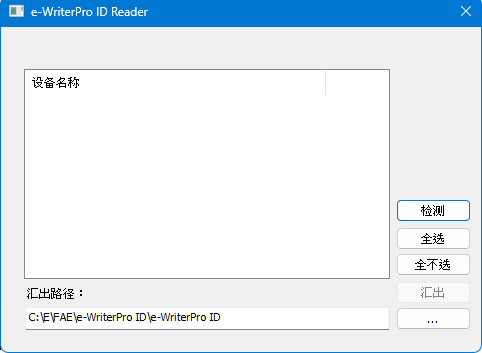 e-WriterPro ID Reader
设备名称
检测
全选
全不选
汇出路径：
汇出
C:\E\FAE\e-WriterPro ID\e-WriterPro ID
...